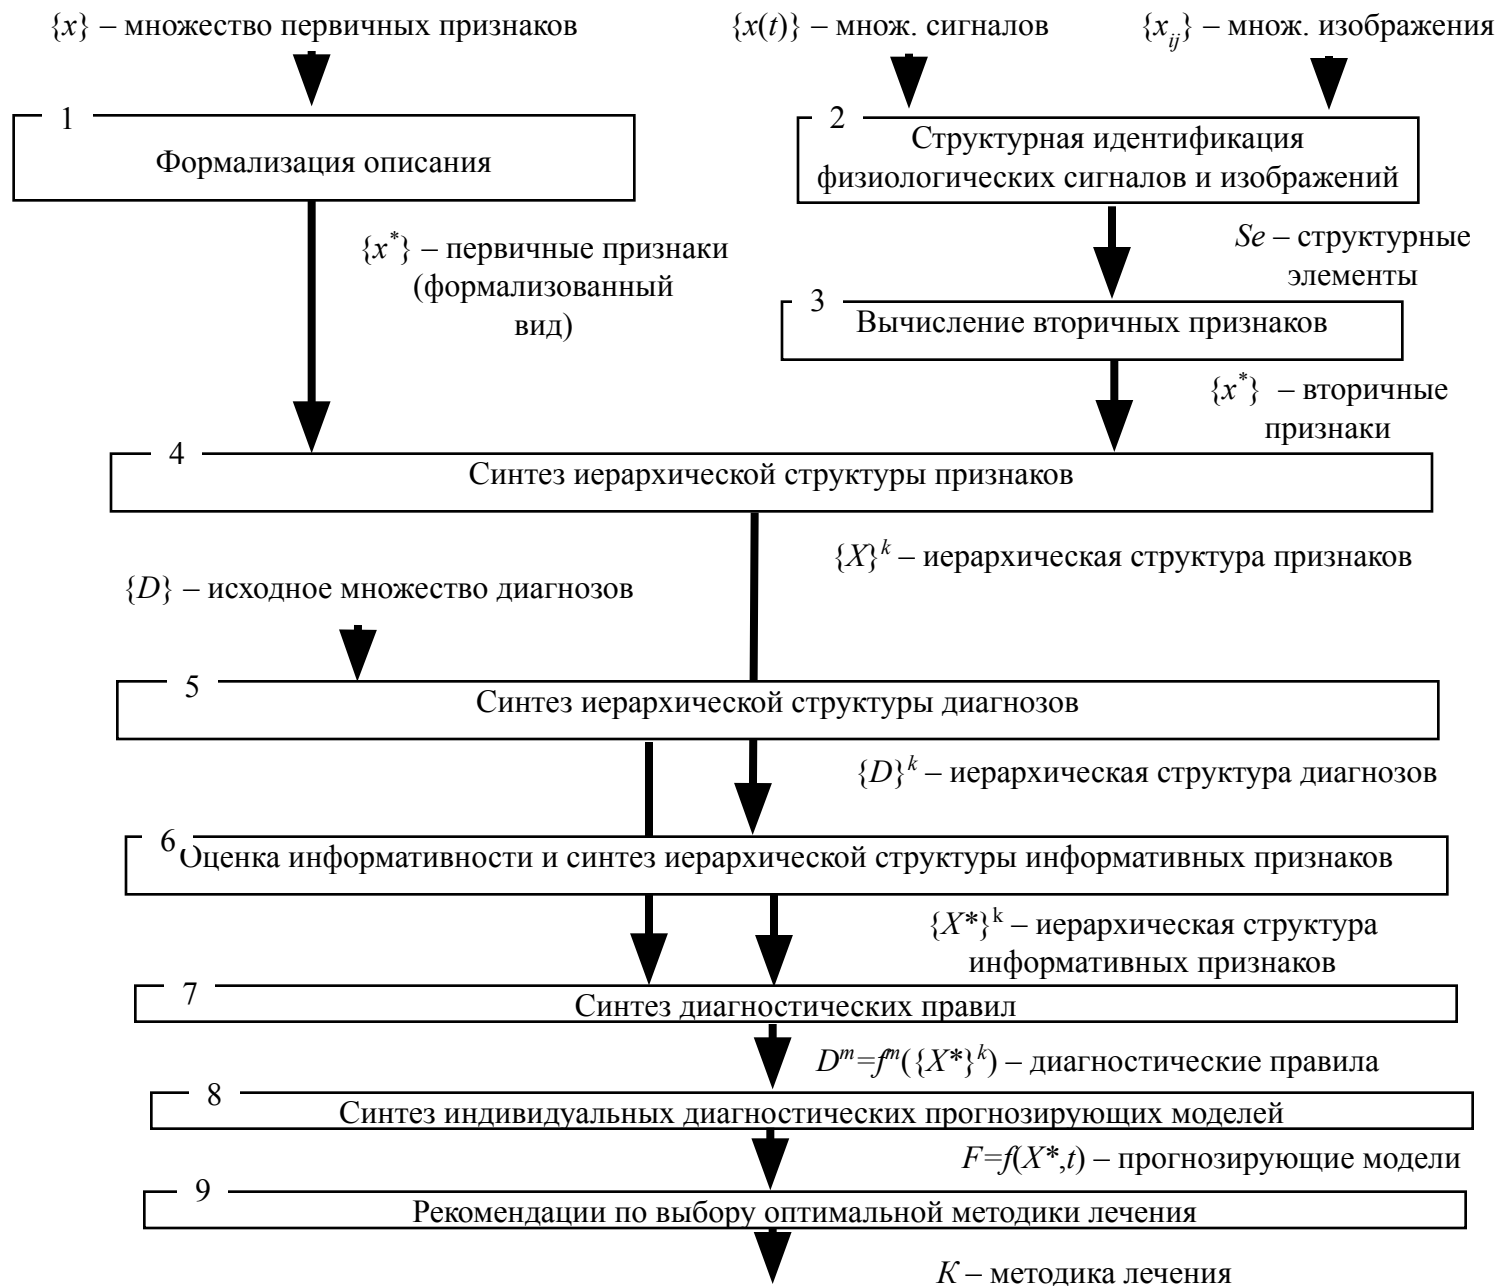 {x} – множество первичных признаков
{x(t)} – множ. сигналов
{x_ij} – множ. изображения
1
Формализация описания
2
Структурная идентификация
физиологических сигналов и изображений
{x^*} – первичные признаки
(формализованный
вид)
Se – структурные
элементы
3
Вычисление вторичных признаков
{x^*} – вторичные
признаки
4
Синтез иерархической структуры признаков
{X}^k – иерархическая структура признаков
{D} – исходное множество диагнозов
5
Синтез иерархической структуры диагнозов
{D}^k – иерархическая структура диагнозов
6
Оценка информативности и синтез иерархической структуры информативных признаков
{X*}^k – иерархическая структура
информативных признаков
7
Синтез диагностических правил
D^m=f^m({X*}^k) – диагностические правила
8
Синтез индивидуальных диагностических прогнозирующих моделей
F=f(X*,t) – прогнозирующие модели
9
Рекомендации по выбору оптимальной методики лечения
К – методика лечения